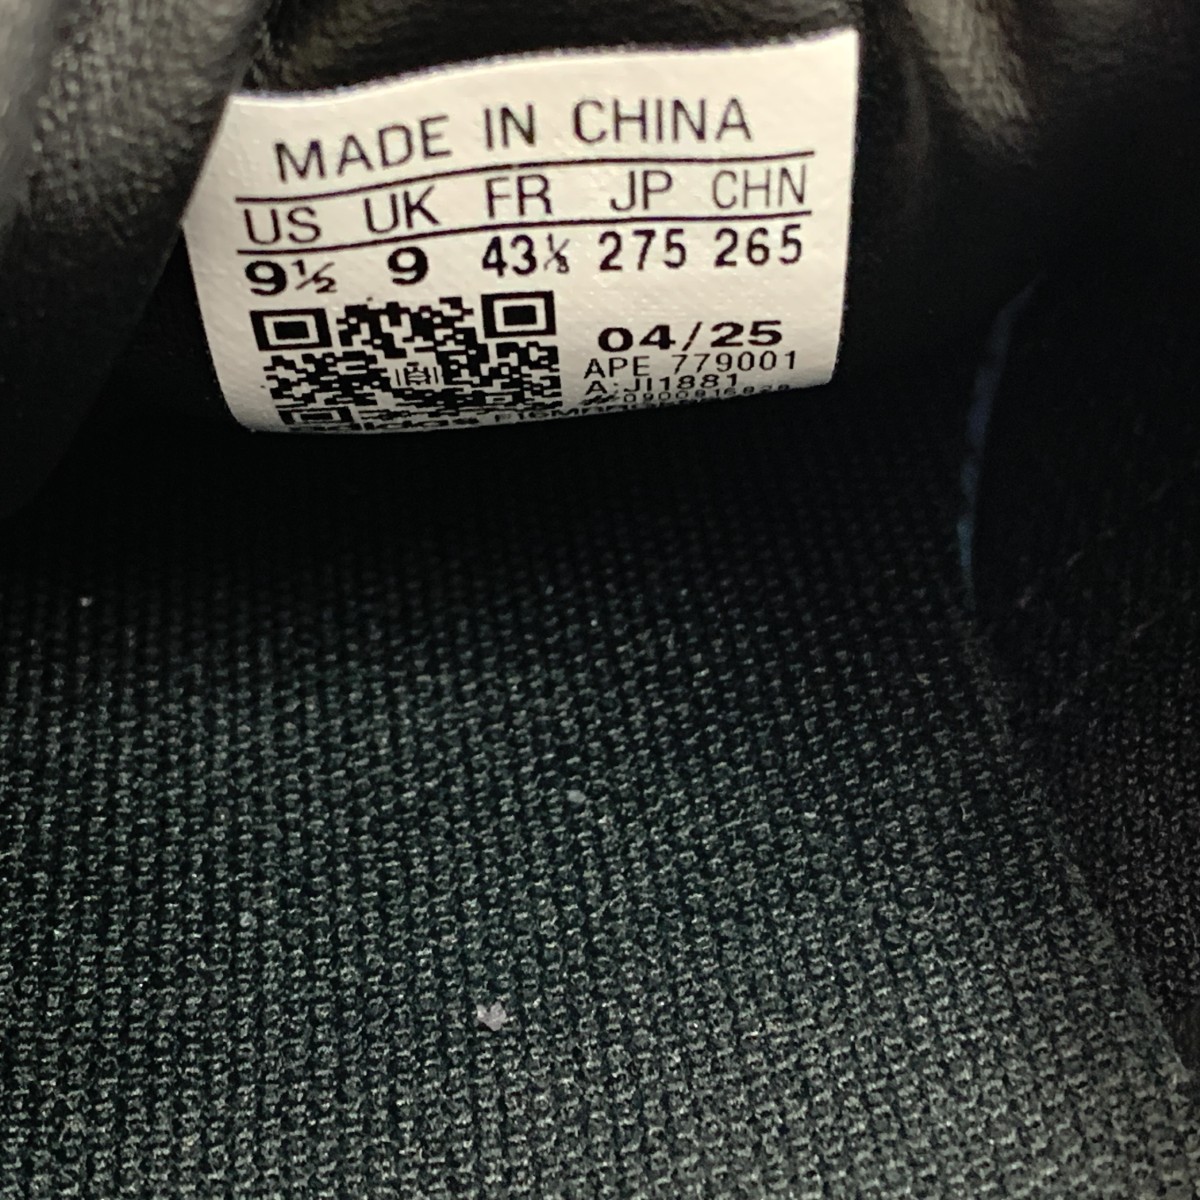 MADE IN CHINA
US UK FR JP CHN
9½ 9 43⅓ 275 265
04/25
APE 779001
A:JI1881
adidas